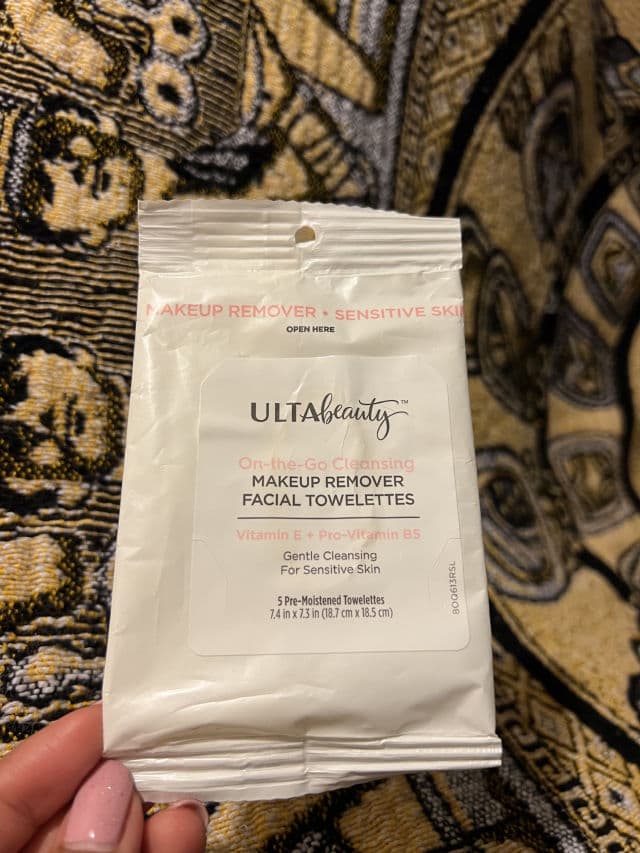 MAKEUP REMOVER • SENSITIVE SKI
OPEN HERE
ULTAbeauty™
On-the-Go Cleansing
MAKEUP REMOVER
FACIAL TOWELETTES
Vitamin E + Pro-Vitamin B5
Gentle Cleansing
For Sensitive Skin
5 Pre-Moistened Towelettes
7.4 in x 7.3 in (18.7 cm x 18.5 cm)
80Q613RSL